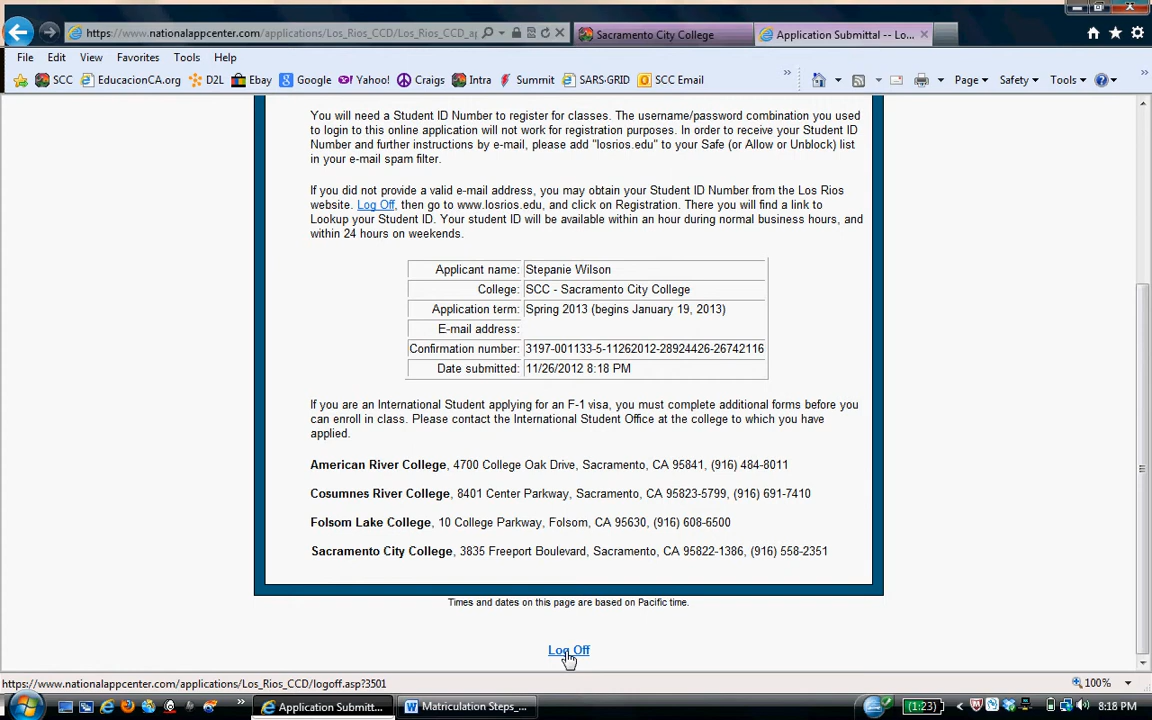 https://www.nationalappcenter.com/applications/Los_Rios_CCD/Los_Rios_CCD_a
Sacramento City College
Application Submittal -- Lo...
File Edit View Favorites Tools Help
SCC EducacionCA.org D2L Ebay Google Yahoo! Craigs Intra Summit SARS-GRID SCC Email Page Safety Tools
You will need a Student ID Number to register for classes. The username/password combination you used
to login to this online application will not work for registration purposes. In order to receive your Student ID
Number and further instructions by e-mail, please add "losrios.edu" to your Safe (or Allow or Unblock) list
in your e-mail spam filter.
If you did not provide a valid e-mail address, you may obtain your Student ID Number from the Los Rios
website. Log Off, then go to www.losrios.edu, and click on Registration. There you will find a link to
Lookup your Student ID. Your student ID will be available within an hour during normal business hours, and
within 24 hours on weekends.
Applicant name: Stepanie Wilson
College: SCC - Sacramento City College
Application term: Spring 2013 (begins January 19, 2013)
E-mail address:
Confirmation number: 3197-001133-5-11262012-28924426-26742116
Date submitted: 11/26/2012 8:18 PM
If you are an International Student applying for an F-1 visa, you must complete additional forms before you
can enroll in class. Please contact the International Student Office at the college to which you have
applied.
American River College, 4700 College Oak Drive, Sacramento, CA 95841, (916) 484-8011
Cosumnes River College, 8401 Center Parkway, Sacramento, CA 95823-5799, (916) 691-7410
Folsom Lake College, 10 College Parkway, Folsom, CA 95630, (916) 608-6500
Sacramento City College, 3835 Freeport Boulevard, Sacramento, CA 95822-1386, (916) 558-2351
Times and dates on this page are based on Pacific time.
Log Off
https://www.nationalappcenter.com/applications/Los_Rios_CCD/logoff.asp?3501
100%
Application Submitt...
Matriculation Steps_...
(1:23)
8:18 PM